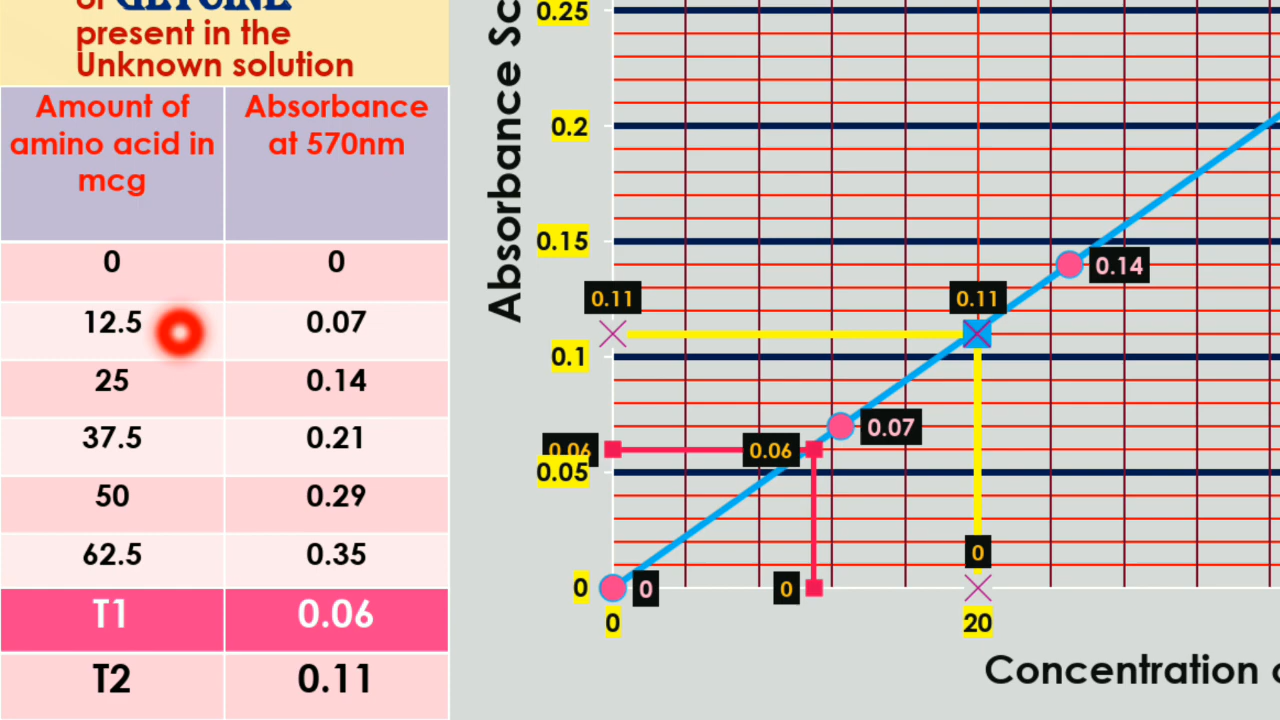 of GLYCINE
present in the
Unknown solution
Amount of
amino acid in
mcg
Absorbance
at 570nm
0 0
12.5 0.07
25 0.14
37.5 0.21
50 0.29
62.5 0.35
T1 0.06
T2 0.11
Absorbance Sc
0.25
0.2
0.15
0.1
0.05
0
0.11
0.11
0.14
0.07
0.06
0.06
0
0
0
0
20
Concentration